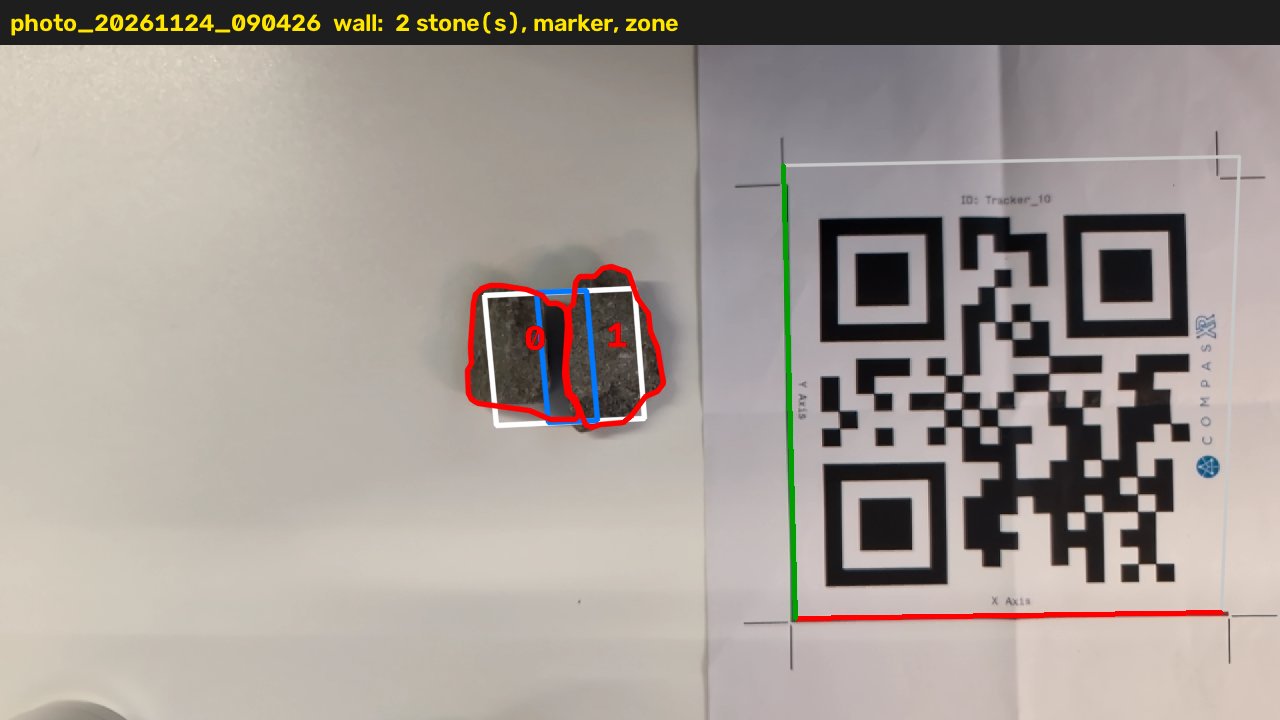 photo_20261124_090426 wall: 2 stone(s), marker, zone
ID: Tracker_10
0
1
Y Axis
COMPAS XR
X Axis